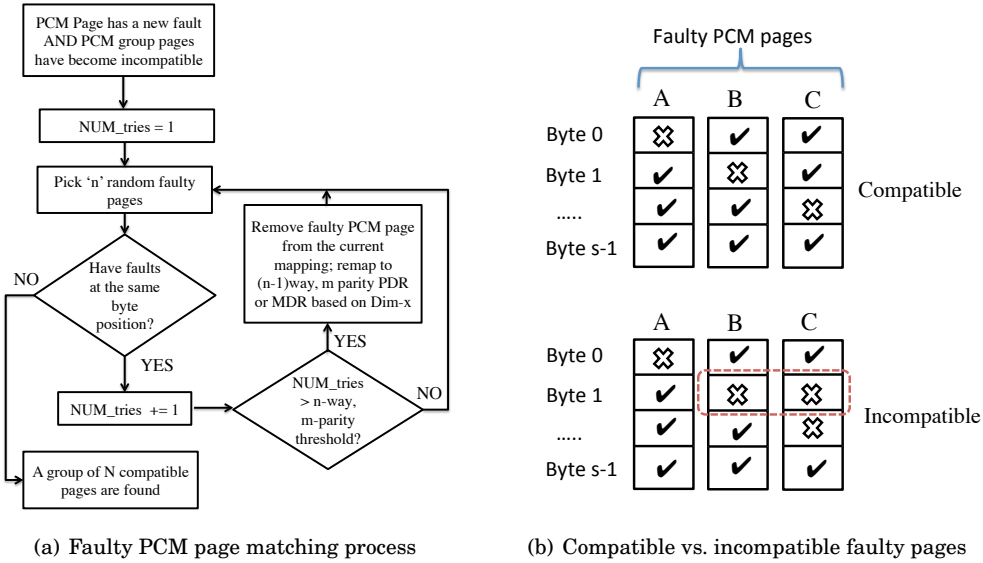 PCM Page has a new fault
AND PCM group pages
have become incompatible
NUM_tries = 1
Pick ‘n’ random faulty
pages
Have faults
at the same
byte
position?
NO
YES
NUM_tries += 1
A group of N compatible
pages are found
Remove faulty PCM page
from the current
mapping; remap to
(n-1)way, m parity PDR
or MDR based on Dim-x
YES
NUM_tries
> n-way,
m-parity
threshold?
NO
(a) Faulty PCM page matching process
Faulty PCM pages
A B C
Byte 0
Byte 1
.....
Byte s-1
Compatible
A B C
Byte 0
Byte 1
.....
Byte s-1
Incompatible
(b) Compatible vs. incompatible faulty pages